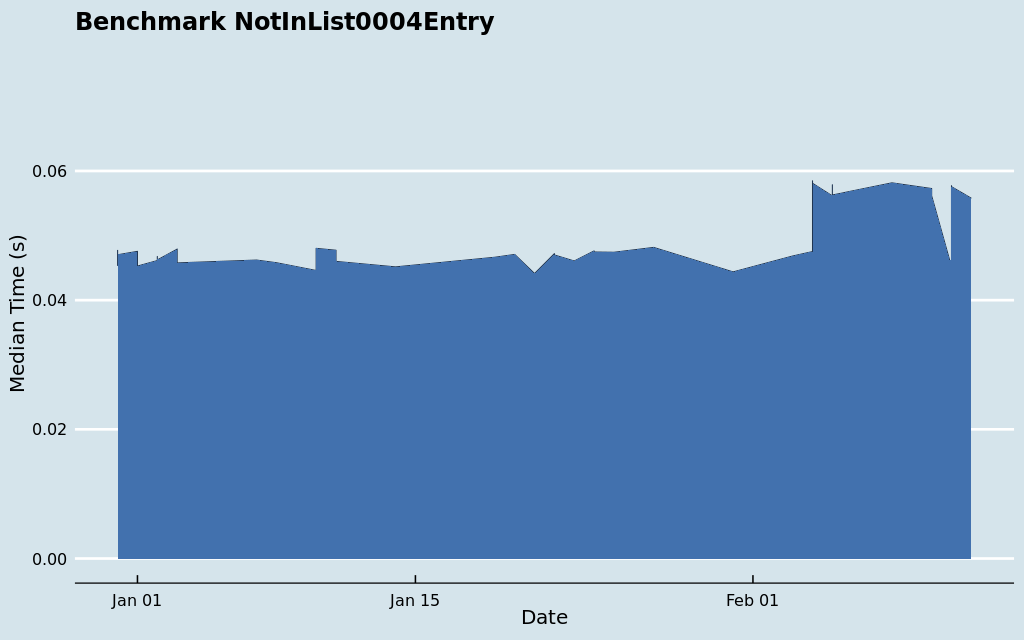 Benchmark NotInList0004Entry
Median Time (s)
0.06
0.04
0.02
0.00
Jan 01
Jan 15
Feb 01
Date